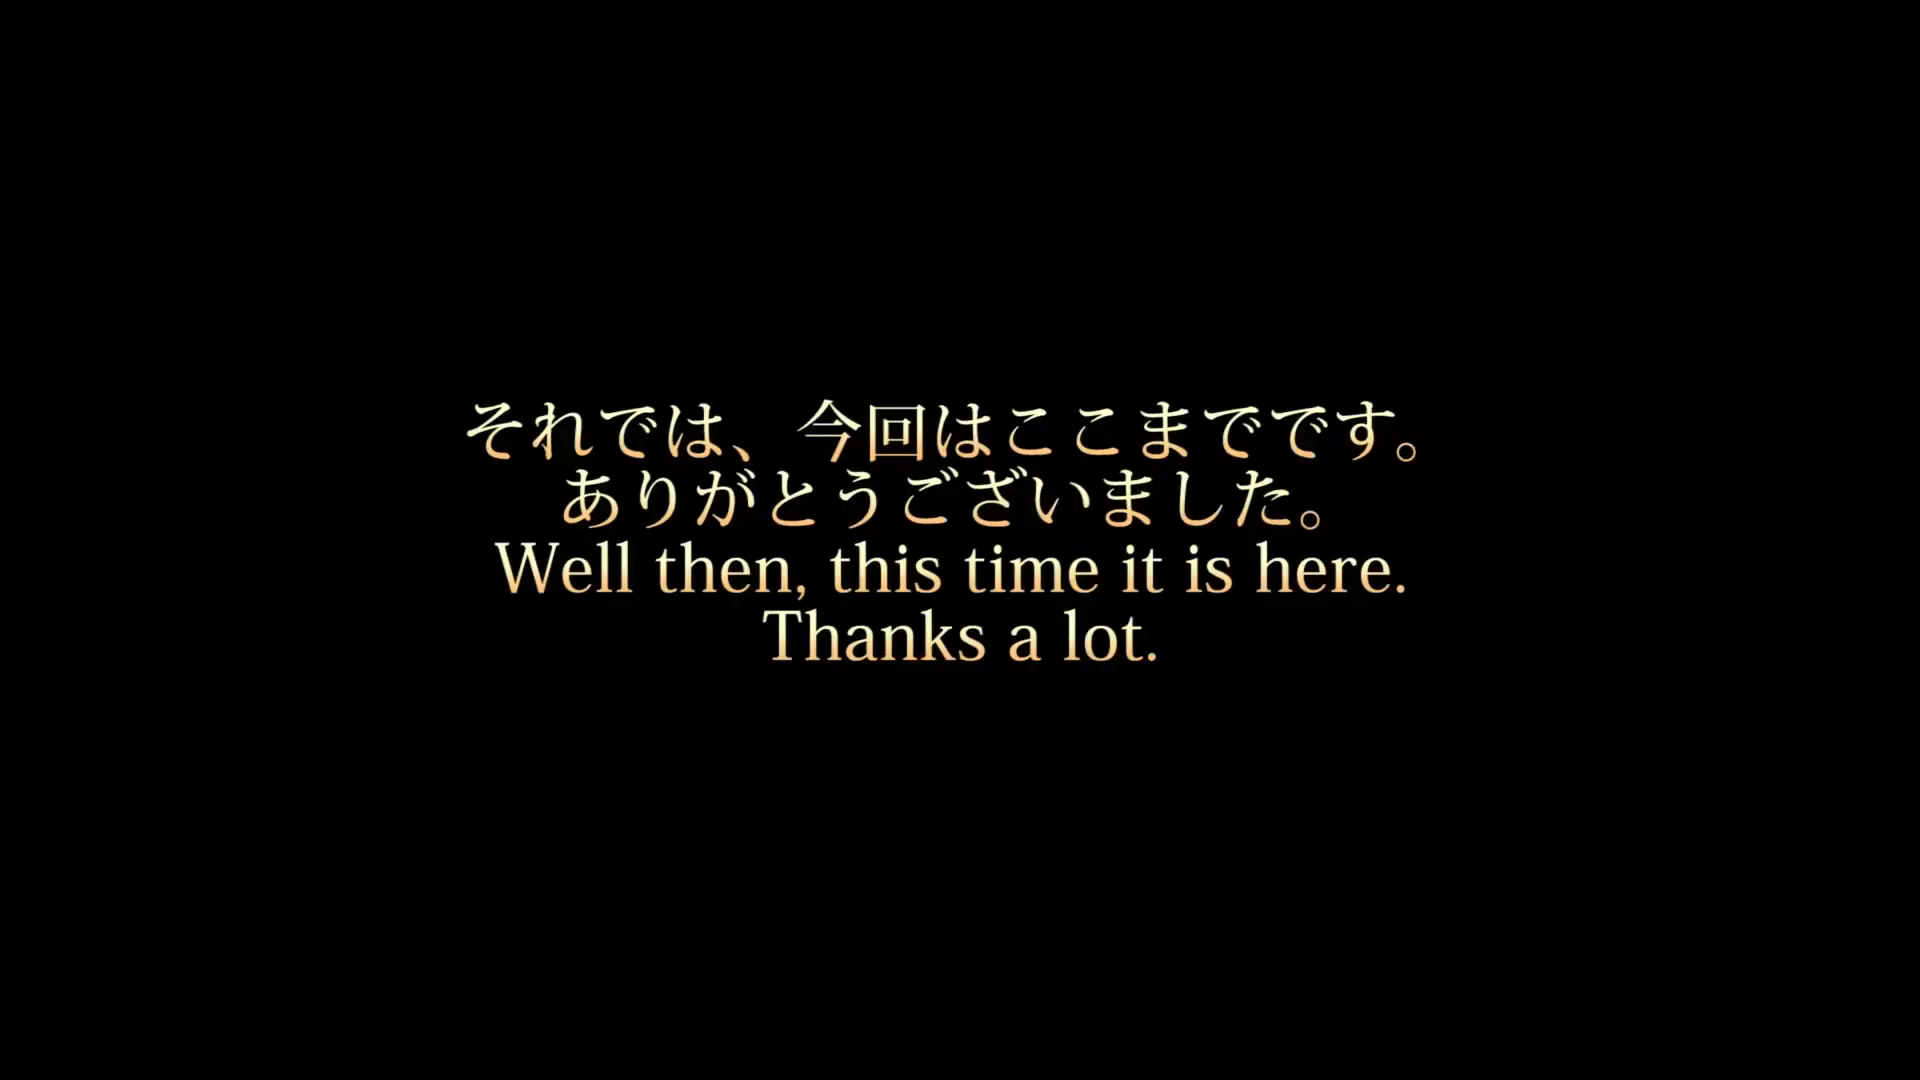 それでは、今回はここまでです。
ありがとうございました。
Well then, this time it is here.
Thanks a lot.